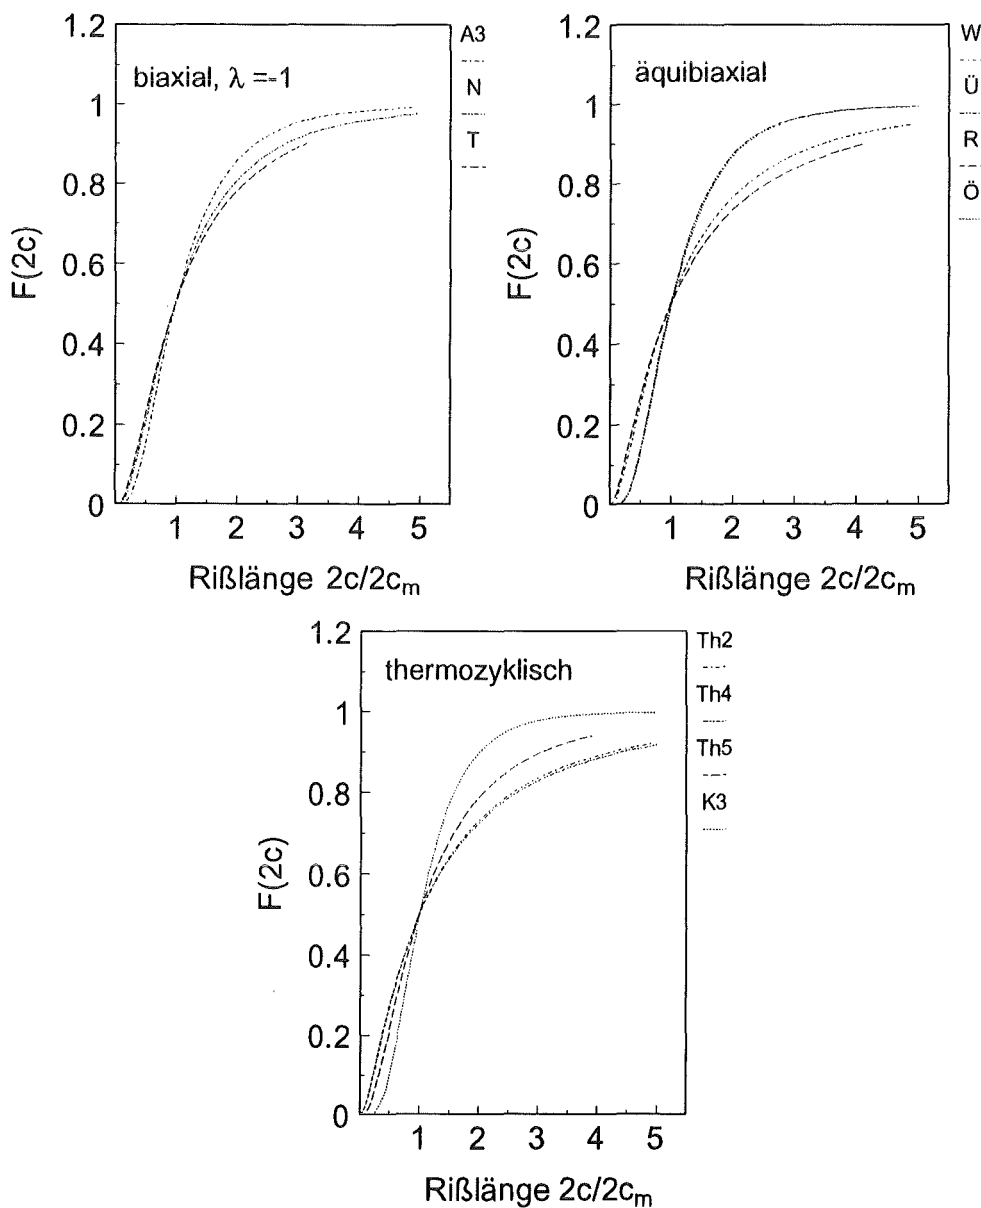 biaxial, λ =-1
F(2c)
1.2
1
0.8
0.6
0.4
0.2
0
1 2 3 4 5
Rißlänge 2c/2cm
A3
N
T
äquibiaxial
F(2c)
1.2
1
0.8
0.6
0.4
0.2
0
1 2 3 4 5
Rißlänge 2c/2cm
W
Ü
R
Ö
thermozyklisch
F(2c)
1.2
1
0.8
0.6
0.4
0.2
0
1 2 3 4 5
Rißlänge 2c/2cm
Th2
Th4
Th5
K3